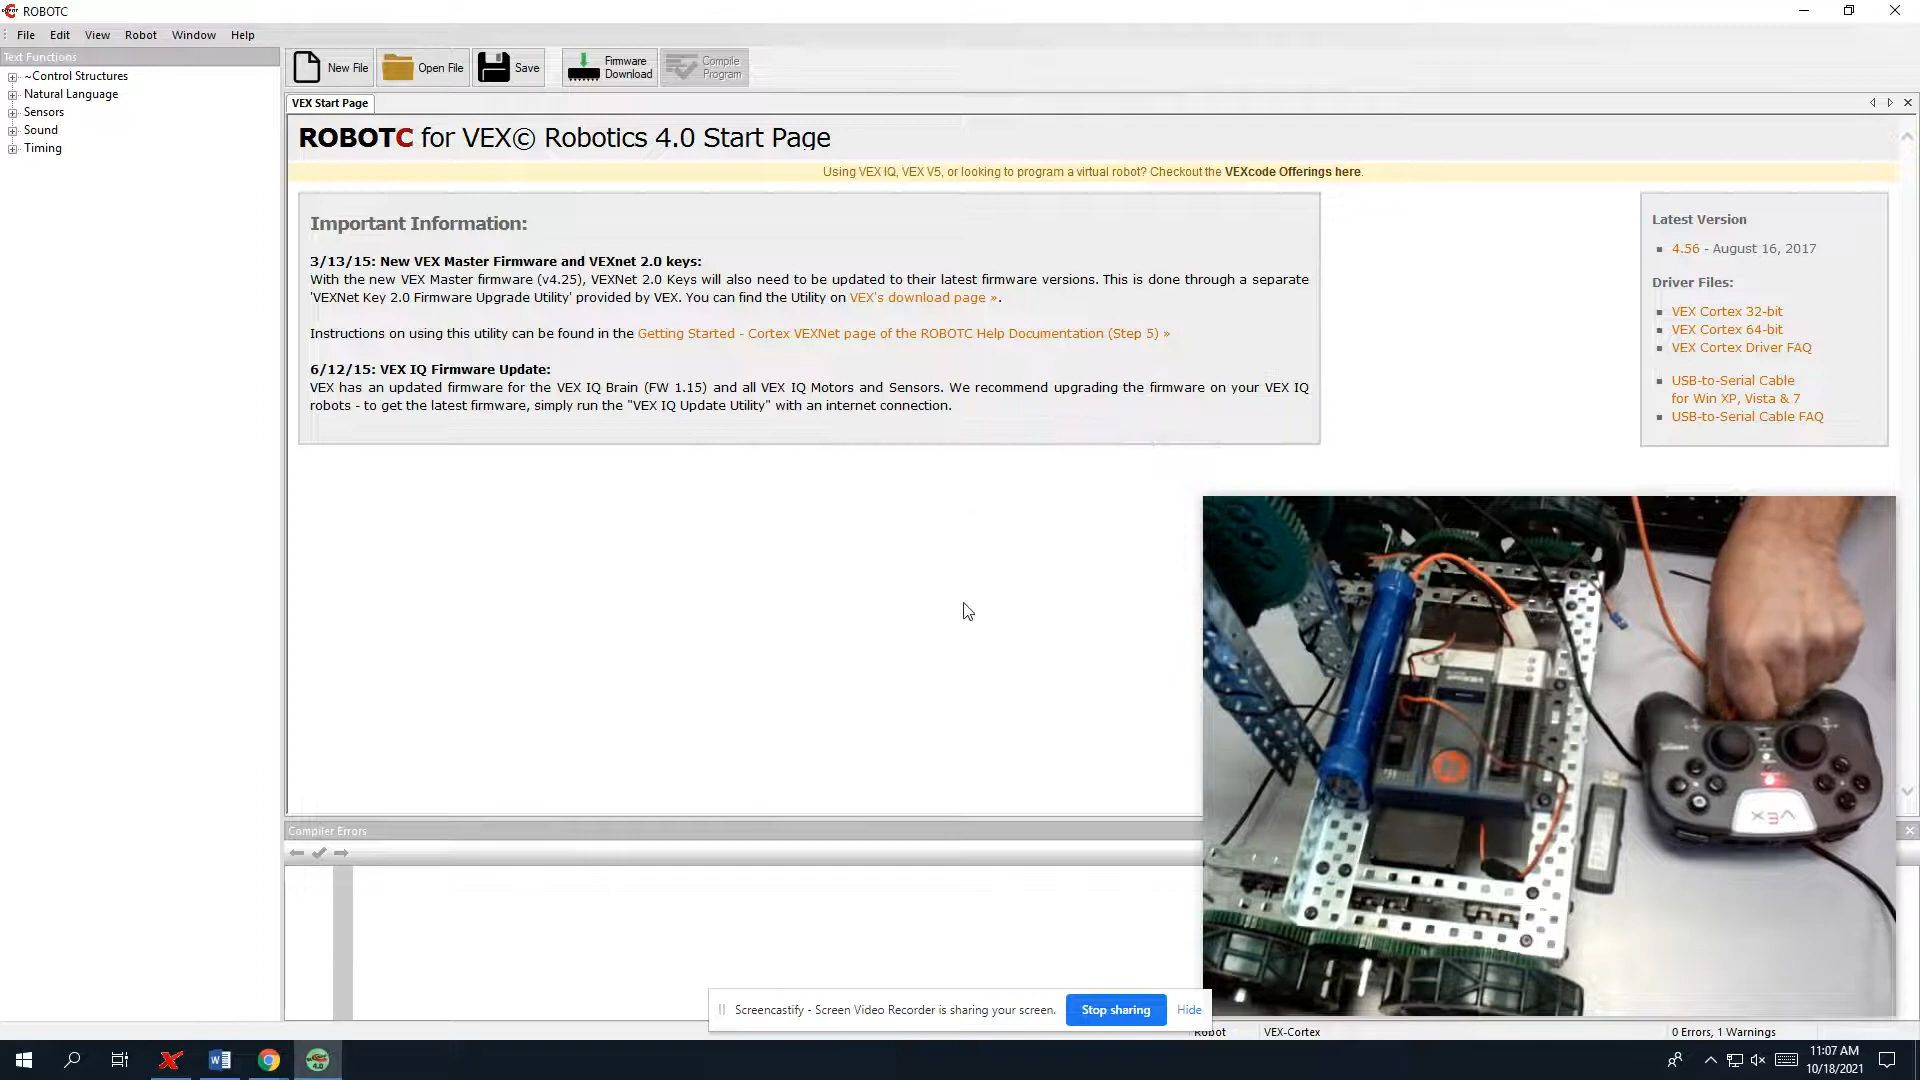 ROBOTC
File Edit View Robot Window Help
Text Functions
~Control Structures
Natural Language
Sensors
Sound
Timing
New File Open File Save Firmware Download Compile Program
VEX Start Page
ROBOTC for VEX© Robotics 4.0 Start Page
Using VEX IQ, VEX V5, or looking to program a virtual robot? Checkout the VEXcode Offerings here.
Important Information:
3/13/15: New VEX Master Firmware and VEXnet 2.0 keys:
With the new VEX Master firmware (v4.25), VEXNet 2.0 Keys will also need to be updated to their latest firmware versions. This is done through a separate
'VEXNet Key 2.0 Firmware Upgrade Utility' provided by VEX. You can find the Utility on VEX's download page ».
Instructions on using this utility can be found in the Getting Started - Cortex VEXNet page of the ROBOTC Help Documentation (Step 5) »
6/12/15: VEX IQ Firmware Update:
VEX has an updated firmware for the VEX IQ Brain (FW 1.15) and all VEX IQ Motors and Sensors. We recommend upgrading the firmware on your VEX IQ
robots - to get the latest firmware, simply run the "VEX IQ Update Utility" with an internet connection.
Latest Version
4.56 - August 16, 2017
Driver Files:
VEX Cortex 32-bit
VEX Cortex 64-bit
VEX Cortex Driver FAQ
USB-to-Serial Cable
for Win XP, Vista & 7
USB-to-Serial Cable FAQ
VEX
Compiler Errors
Screencastify - Screen Video Recorder is sharing your screen. Stop sharing Hide
Robot VEX-Cortex 0 Errors, 1 Warnings
4.0
11:07 AM
10/18/2021